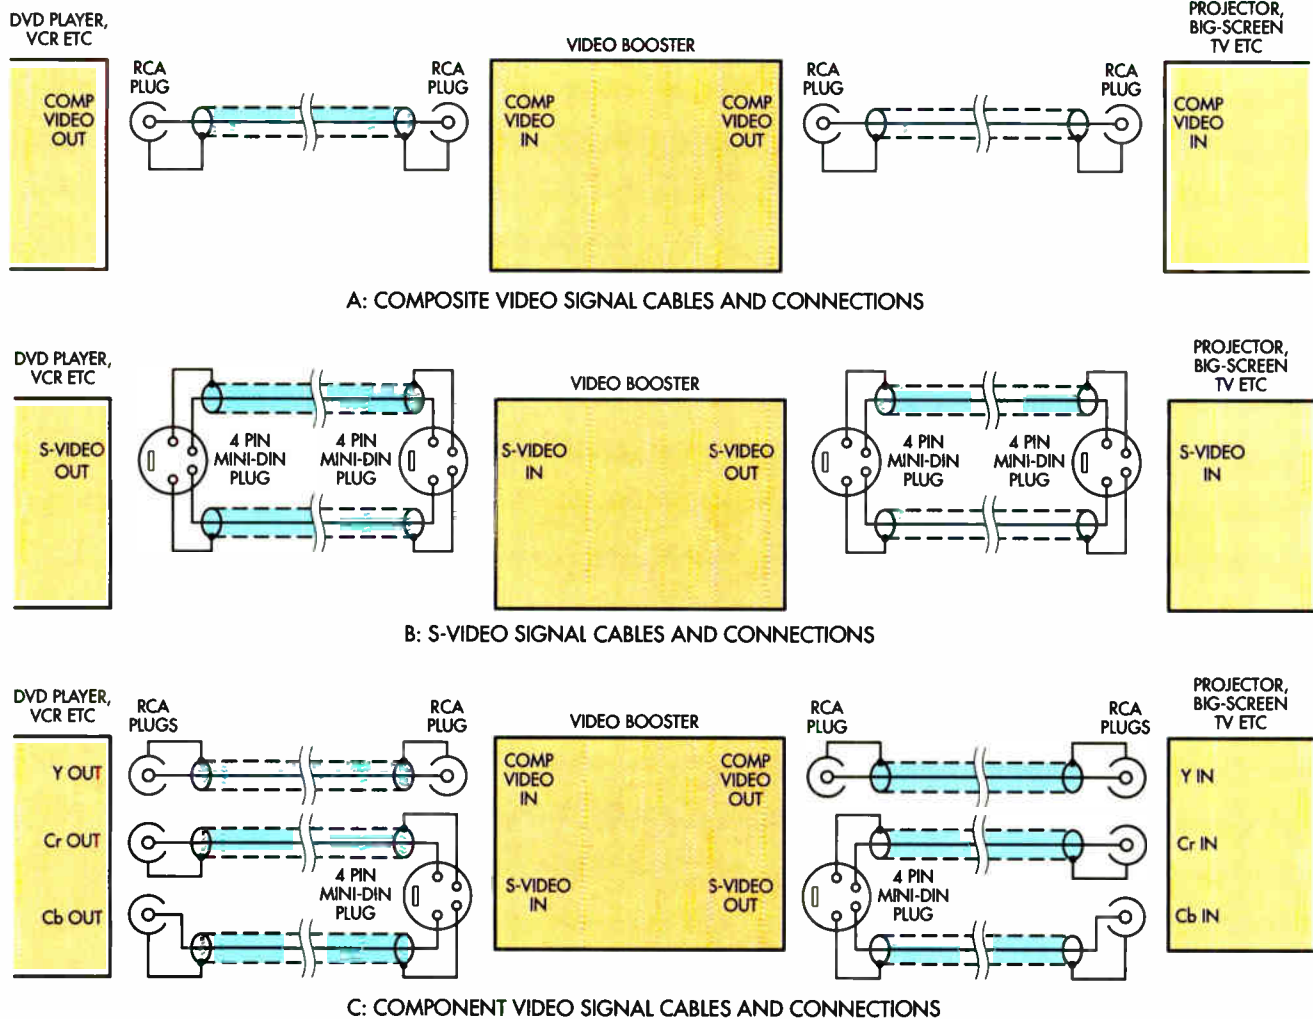 DVD PLAYER,
VCR ETC
COMP
VIDEO
OUT
RCA
PLUG
RCA
PLUG
VIDEO BOOSTER
COMP
VIDEO
IN
COMP
VIDEO
OUT
RCA
PLUG
RCA
PLUG
PROJECTOR,
BIG-SCREEN
TV ETC
COMP
VIDEO
IN
A: COMPOSITE VIDEO SIGNAL CABLES AND CONNECTIONS
DVD PLAYER,
VCR ETC
S-VIDEO
OUT
4 PIN
MINI-DIN
PLUG
4 PIN
MINI-DIN
PLUG
VIDEO BOOSTER
S-VIDEO
IN
S-VIDEO
OUT
4 PIN
MINI-DIN
PLUG
4 PIN
MINI-DIN
PLUG
PROJECTOR,
BIG-SCREEN
TV ETC
S-VIDEO
IN
B: S-VIDEO SIGNAL CABLES AND CONNECTIONS
DVD PLAYER,
VCR ETC
Y OUT
Cr OUT
Cb OUT
RCA
PLUGS
RCA
PLUG
4 PIN
MINI-DIN
PLUG
VIDEO BOOSTER
COMP
VIDEO
IN
COMP
VIDEO
OUT
S-VIDEO
IN
S-VIDEO
OUT
RCA
PLUG
RCA
PLUGS
4 PIN
MINI-DIN
PLUG
PROJECTOR,
BIG-SCREEN
TV ETC
Y IN
Cr IN
Cb IN
C: COMPONENT VIDEO SIGNAL CABLES AND CONNECTIONS